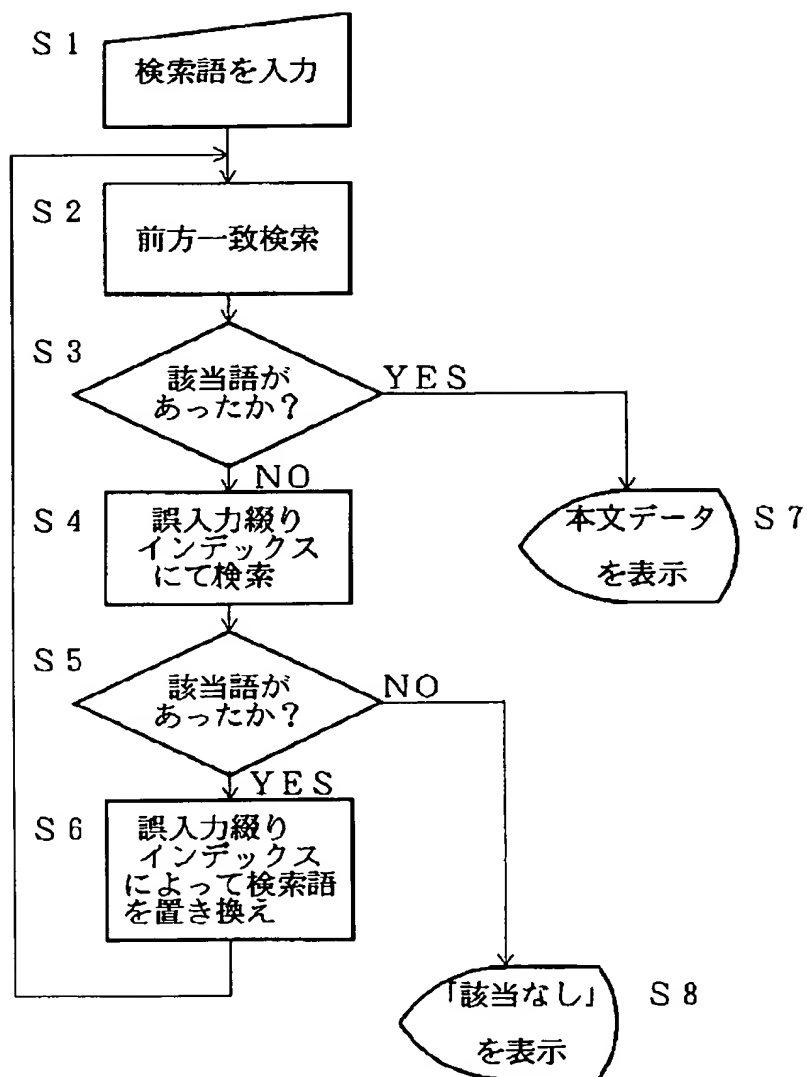 S 1
検索語を入力
S 2
前方一致検索
S 3
該当語が
あったか？
YES
NO
S 4
誤入力綴り
インデックス
にて検索
本文データ
を表示
S 7
S 5
該当語が
あったか？
NO
YES
S 6
誤入力綴り
インデックス
によって検索語
を置き換え
「該当なし」
を表示
S 8